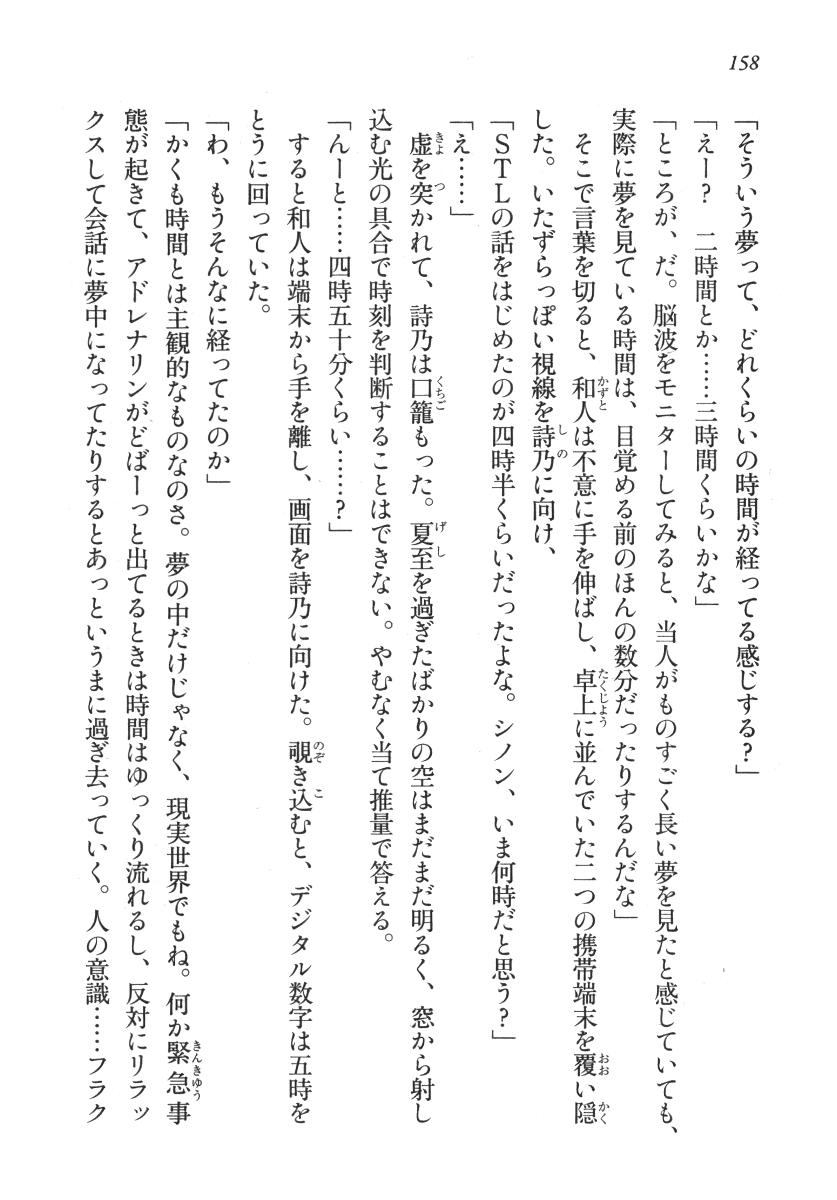 158
「そういう夢って、どれくらいの時間が経ってる感じする？」
「えー？　二時間とか……三時間くらいかな」
「ところが、だ。脳波をモニターしてみると、当人がものすごく長い夢を見たと感じていても、
実際に夢を見ている時間は、目覚める前のほんの数分だったりするんだな」
　そこで言葉を切ると、和人は不意に手を伸ばし、卓上に並んでいた二つの携帯端末を覆い隠
した。いたずらっぽい視線を詩乃に向け、
「ＳＴＬの話をはじめたのが四時半くらいだったよな。シノン、いま何時だと思う？」
「え……」
　虚を突かれて、詩乃は口籠もった。夏至を過ぎたばかりの空はまだまだ明るく、窓から射し
込む光の具合で時刻を判断することはできない。やむなく当て推量で答える。
「んーと……四時五十分くらい……？」
　すると和人は端末から手を離し、画面を詩乃に向けた。覗き込むと、デジタル数字は五時を
とうに回っていた。
「わ、もうそんなに経ってたのか」
「かくも時間とは主観的なものなのさ。夢の中だけじゃなく、現実世界でもね。何か緊急事
態が起きて、アドレナリンがどばーっと出てるときは時間はゆっくり流れるし、反対にリラッ
クスして会話に夢中になってたりするとあっというまに過ぎ去っていく。人の意識……フラク